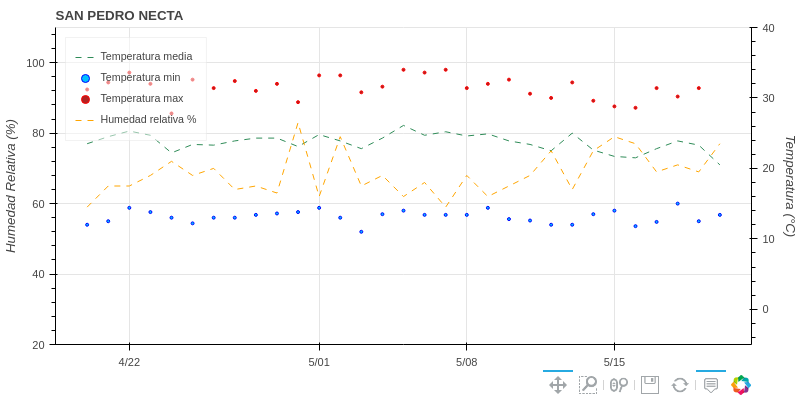 SAN PEDRO NECTA
Temperatura media
Temperatura min
Temperatura max
Humedad relativa %
Humedad Relativa (%)
100
80
60
40
20
Temperatura (°C)
40
30
20
10
0
4/22
5/01
5/08
5/15